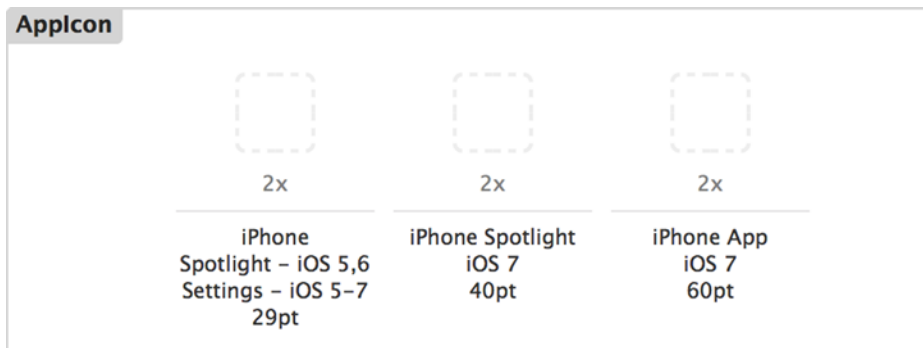 AppIcon
2x
2x
2x
iPhone
Spotlight – iOS 5,6
Settings – iOS 5–7
29pt
iPhone Spotlight
iOS 7
40pt
iPhone App
iOS 7
60pt